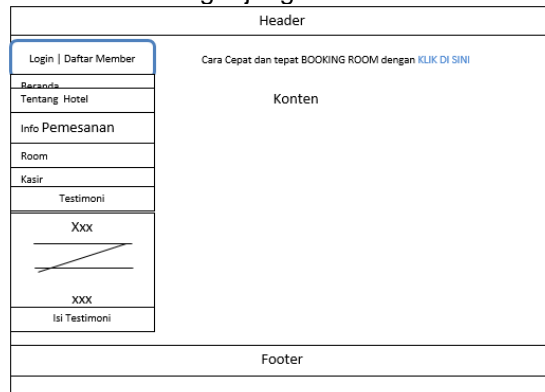 Header
Login | Daftar Member
Cara Cepat dan tepat BOOKING ROOM dengan KLIK DI SINI
Beranda
Tentang Hotel
Konten
Info Pemesanan
Room
Kasir
Testimoni
Xxx
xxx
Isi Testimoni
Footer